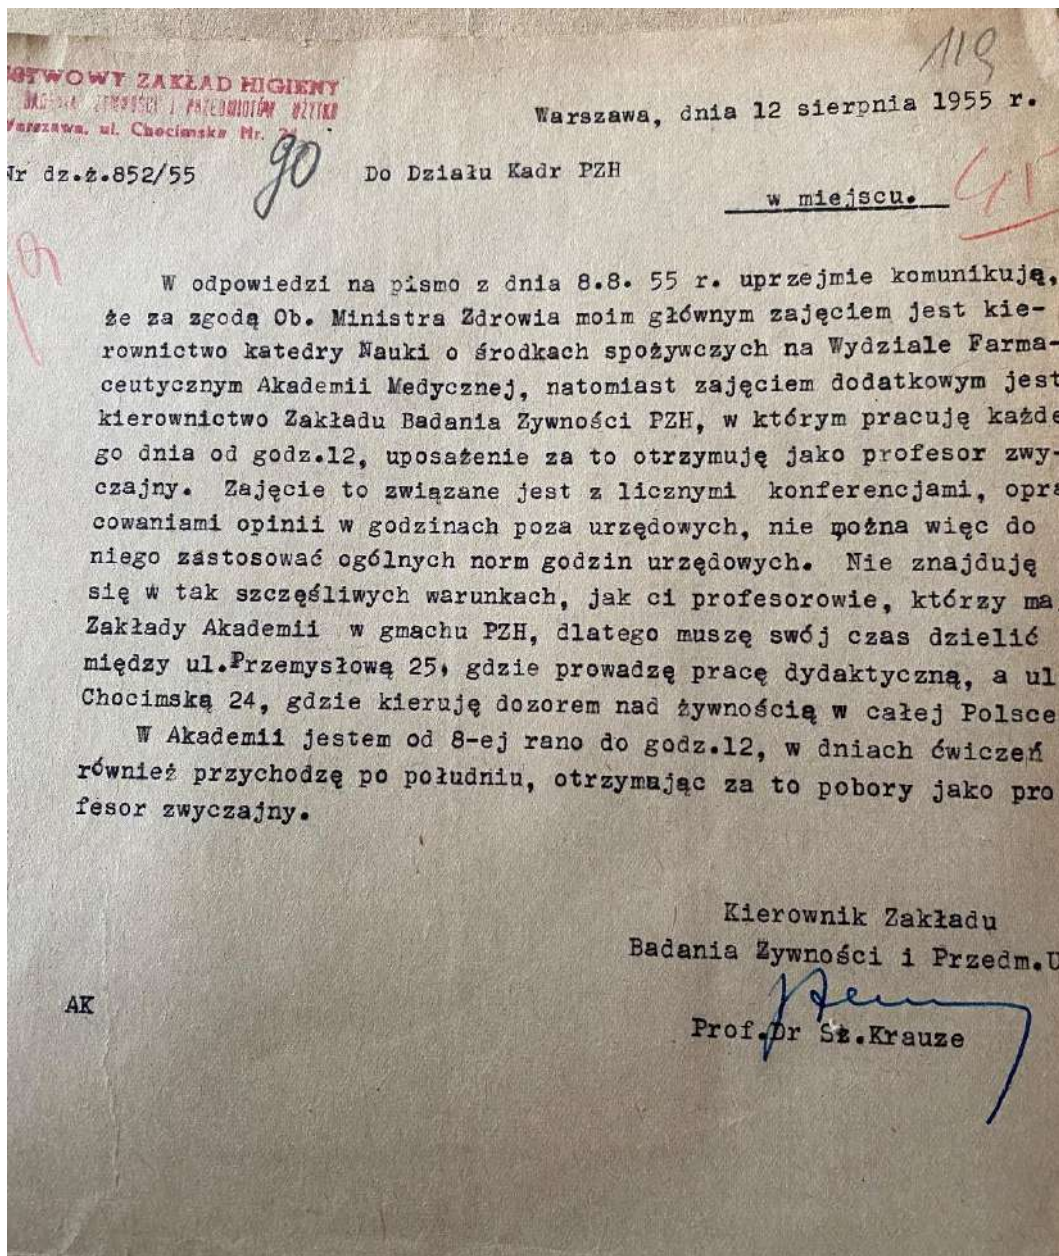 119
OTWOWY ZAKŁAD HIGIENY
ŻYWNOŚCI I PRZEDMIOTÓW UŻYTKU
Warszawa, ul. Chocimska Nr. 24
Warszawa, dnia 12 sierpnia 1955 r.
Nr dz.ż.852/55
90
Do Działu Kadr PZH
w miejscu.
W odpowiedzi na pismo z dnia 8.8. 55 r. uprzejmie komunikuję,
że za zgodą Ob. Ministra Zdrowia moim głównym zajęciem jest kie-
rownictwo katedry Nauki o środkach spożywczych na Wydziale Farma-
ceutycznym Akademii Medycznej, natomiast zajęciem dodatkowym jest
kierownictwo Zakładu Badania Zywności PZH, w którym pracuję każde
go dnia od godz.12, uposażenie za to otrzymuję jako profesor zwy-
czajny. Zajęcie to związane jest z licznymi konferencjami, opra
cowaniami opinii w godzinach poza urzędowych, nie można więc do
niego zastosować ogólnych norm godzin urzędowych. Nie znajduję
się w tak szczęśliwych warunkach, jak ci profesorowie, którzy ma
Zakłady Akademii w gmachu PZH, dlatego muszę swój czas dzielić
między ul.Przemysłową 25, gdzie prowadzę pracę dydaktyczną, a ul
Chocimską 24, gdzie kieruję dozorem nad żywnością w całej Polsce
W Akademii jestem od 8-ej rano do godz.12, w dniach ćwiczeń
również przychodzę po południu, otrzymając za to pobory jako pro
fesor zwyczajny.
Kierownik Zakładu
Badania Żywności i Przedm.U
AK
Prof.Dr St.Krauze